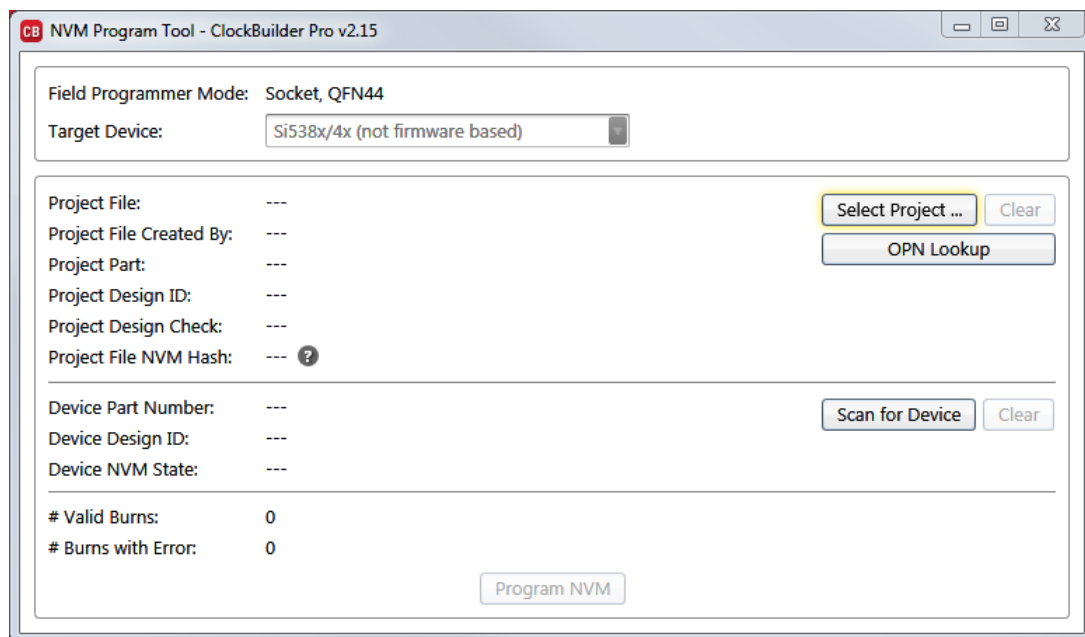 CB NVM Program Tool - ClockBuilder Pro v2.15
Field Programmer Mode: Socket, QFN44
Target Device: Si538x/4x (not firmware based)
Project File: --- Select Project ... Clear
Project File Created By: --- OPN Lookup
Project Part: ---
Project Design ID: ---
Project Design Check: ---
Project File NVM Hash: --- ?
Device Part Number: --- Scan for Device Clear
Device Design ID: ---
Device NVM State: ---
# Valid Burns: 0
# Burns with Error: 0
Program NVM